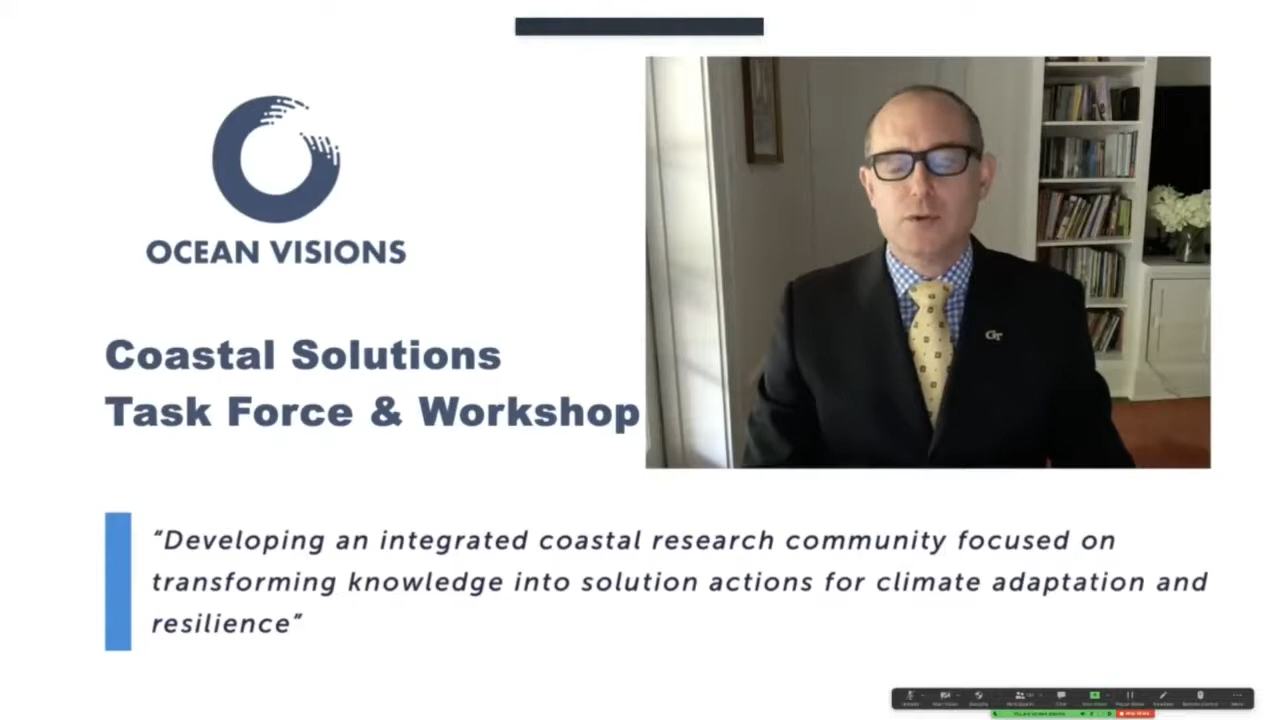 OCEAN VISIONS
Coastal Solutions
Task Force & Workshop
GT
“Developing an integrated coastal research community focused on
transforming knowledge into solution actions for climate adaptation and
resilience”